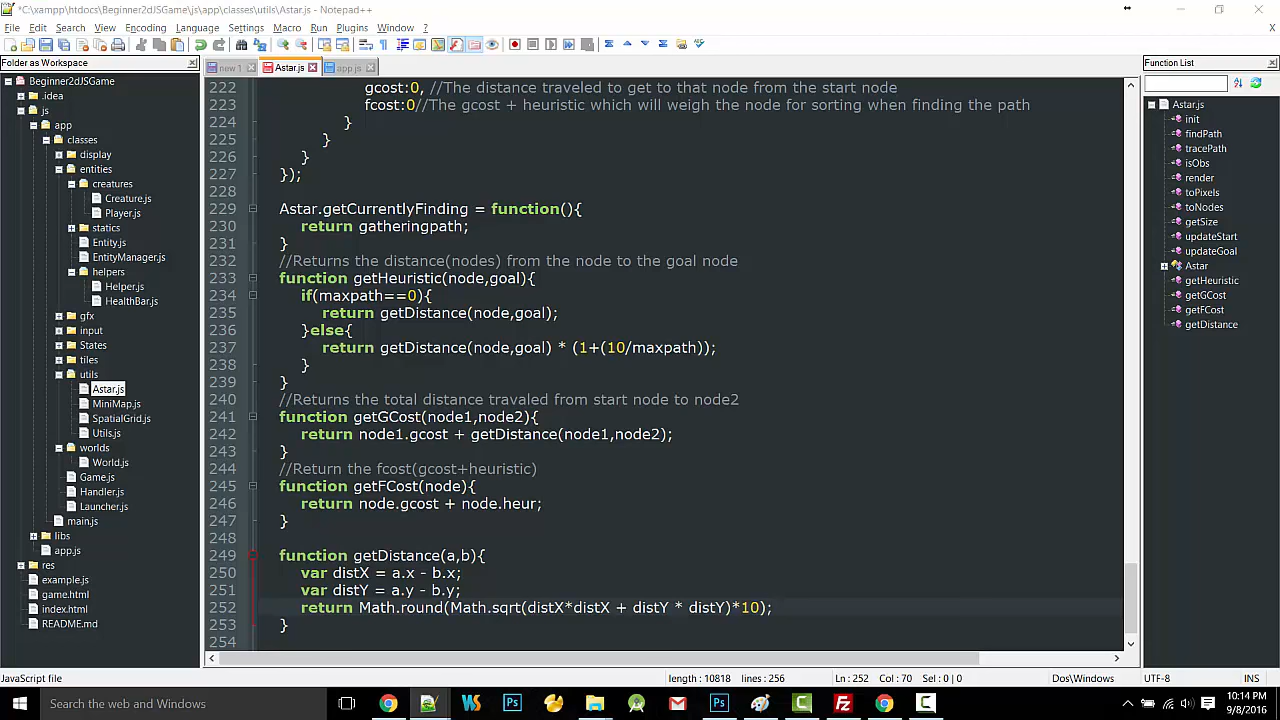 *C:\xampp\htdocs\Beginner2dJSGame\js\app\classes\utils\Astar.js - Notepad++
File Edit Search View Encoding Language Settings Macro Run Plugins Window ?
X
Folder as Workspace
Beginner2dJSGame
idea
js
app
classes
display
entities
creatures
Creature.js
Player.js
statics
Entity.js
EntityManager.js
helpers
Helper.js
HealthBar.js
gfx
input
States
tiles
utils
Astar.js
MiniMap.js
SpatialGrid.js
Utils.js
worlds
World.js
Game.js
Handler.js
Launcher.js
main.js
libs
app.js
res
example.js
game.html
index.html
README.md
new 1 Astar.js app.js
222 gcost:0, //The distance traveled to get to that node from the start node
223 fcost:0//The gcost + heuristic which will weigh the node for sorting when finding the path
224 }
225 }
226 }
227 });
228
229 Astar.getCurrentlyFinding = function(){
230 return gatheringpath;
231 }
232 //Returns the distance(nodes) from the node to the goal node
233 function getHeuristic(node,goal){
234 if(maxpath==0){
235 return getDistance(node,goal);
236 }else{
237 return getDistance(node,goal) * (1+(10/maxpath));
238 }
239 }
240 //Returns the total distance travaled from start node to node2
241 function getGCost(node1,node2){
242 return node1.gcost + getDistance(node1,node2);
243 }
244 //Return the fcost(gcost+heuristic)
245 function getFCost(node){
246 return node.gcost + node.heur;
247 }
248
249 function getDistance(a,b){
250 var distX = a.x - b.x;
251 var distY = a.y - b.y;
252 return Math.round(Math.sqrt(distX*distX + distY * distY)*10);
253 }
254
Function List
Astar.js
init
findPath
tracePath
isObs
render
toPixels
toNodes
getSize
updateStart
updateGoal
Astar
getHeuristic
getGCost
getFCost
getDistance
JavaScript file length : 10818 lines : 256 Ln : 252 Col : 70 Sel : 0 | 0 Dos\Windows UTF-8 INS
Search the web and Windows
10:14 PM
9/8/2016